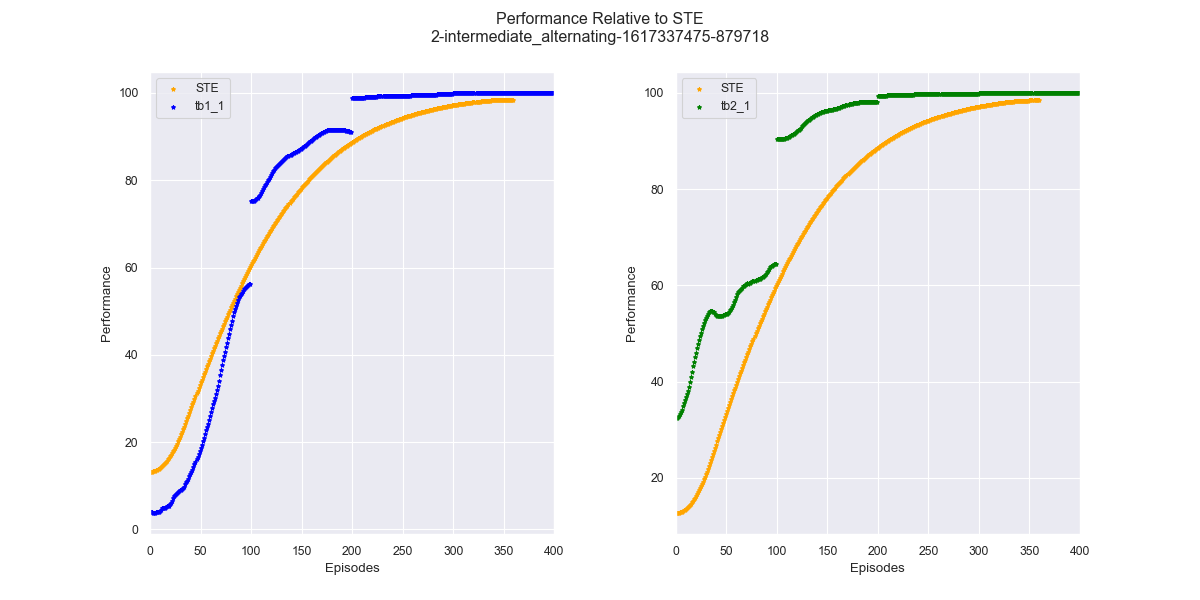 Performance Relative to STE
2-intermediate_alternating-1617337475-879718
STE
tb1_1
Performance
100
80
60
40
20
0
0 50 100 150 200 250 300 350 400
Episodes
STE
tb2_1
Performance
100
80
60
40
20
0 50 100 150 200 250 300 350 400
Episodes